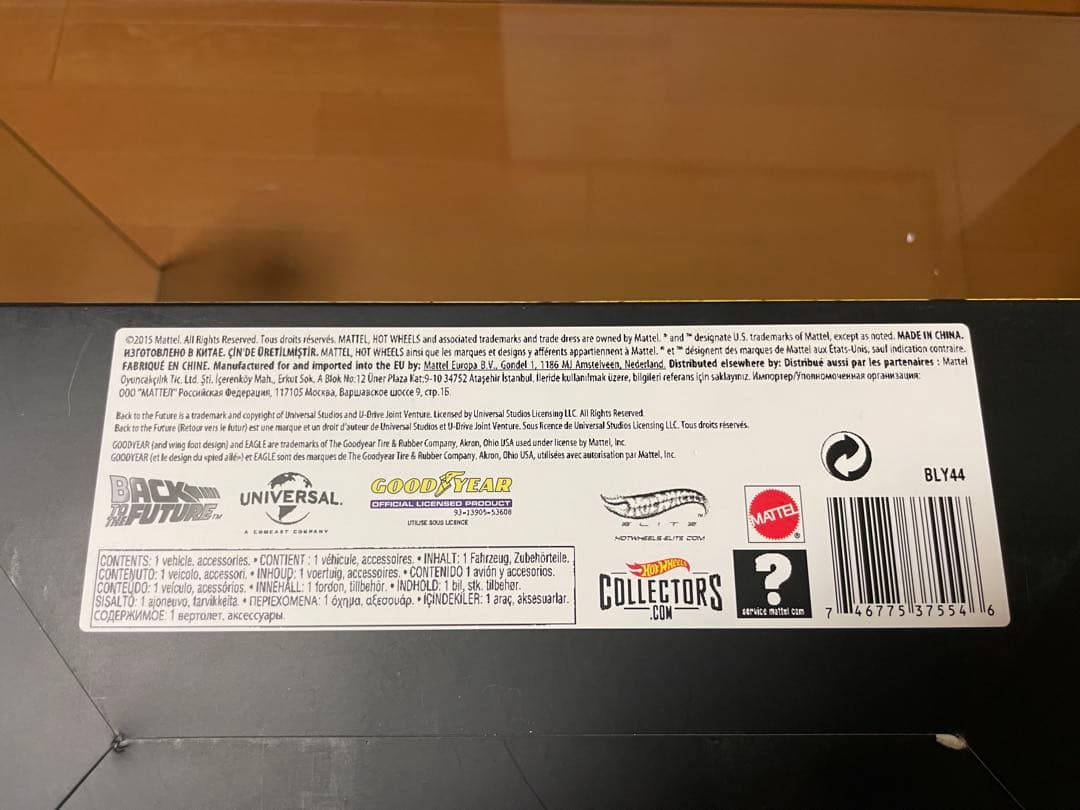 ©2015 Mattel. All Rights Reserved. Tous droits réservés. MATTEL, HOT WHEELS and associated trademarks and trade dress are owned by Mattel. ® and ™ designate U.S. trademarks of Mattel, except as noted. MADE IN CHINA.
ИЗГОТОВЛЕНО В КИТАЕ. ÇİN'DE ÜRETİLMİŞTİR. MATTEL, HOT WHEELS ainsi que les marques et designs y afférents appartiennent à Mattel. ® et ™ désignent des marques de Mattel aux États-Unis, sauf indication contraire.
FABRIQUÉ EN CHINE. Manufactured for and imported into the EU by: Mattel Europa B.V., Gondel 1, 1186 MJ Amstelveen, Nederland. Distributed elsewhere by: Distribué aussi par les partenaires : Mattel
Oyuncakçılık Tic. Ltd. Şti., İçerenköy Mah., Erkut Sok. A Blok No:12 Üner Plaza Kat:9-10 34752 Ataşehir İstanbul. İleride kullanılmak üzere, bilgileri referans için saklayınız. Импортер/Уполномоченная организация:
ООО "МАТТЕЛ" Российская Федерация, 117105 Москва, Варшавское шоссе 9, стр.1Б.
Back to the Future is a trademark and copyright of Universal Studios and U-Drive Joint Venture. Licensed by Universal Studios Licensing LLC. All Rights Reserved.
Back to the Future (Retour vers le futur) est une marque et un droit d'auteur de Universal Studios et U-Drive Joint Venture. Sous licence de Universal Studios Licensing LLC. Tous droits réservés.
GOODYEAR (and wing foot design) and EAGLE are trademarks of The Goodyear Tire & Rubber Company, Akron, Ohio USA used under license by Mattel, Inc.
GOODYEAR (et le design du «pied ailé») et EAGLE sont des marques de The Goodyear Tire & Rubber Company, Akron, Ohio USA, utilisées avec autorisation par Mattel, Inc.
BLY44
BACK TO THE FUTURE™
UNIVERSAL.
A COMCAST COMPANY
GOODYEAR
OFFICIAL LICENSED PRODUCT
93-13905-53608
UTILISE SOUS LICENCE
HOT WHEELS™
ELITE
HOTWHEELS-ELITE.COM
MATTEL®
HOT WHEELS
COLLECTORS
.COM
?
service.mattel.com
7 46775 37554 6
CONTENTS: 1 vehicle, accessories. • CONTIENT : 1 véhicule, accessoires. • INHALT: 1 Fahrzeug, Zubehörteile.
CONTENUTO: 1 veicolo, accessori. • INHOUD: 1 voertuig, accessoires. • CONTENIDO 1 avión y accesorios.
CONTEÚDO: 1 veículo, acessórios. • INNEHÅLL: 1 fordon, tillbehör. • INDHOLD: 1 bil, stk. tilbehør.
SISÄLTÖ: 1 ajoneuvo, tarvikkeita. • ΠΕΡΙΕΧΟΜΕΝΑ: 1 όχημα, αξεσουάρ. • İÇİNDEKİLER: 1 araç, aksesuarlar.
СОДЕРЖИМОЕ: 1 вертолет, аксессуары.